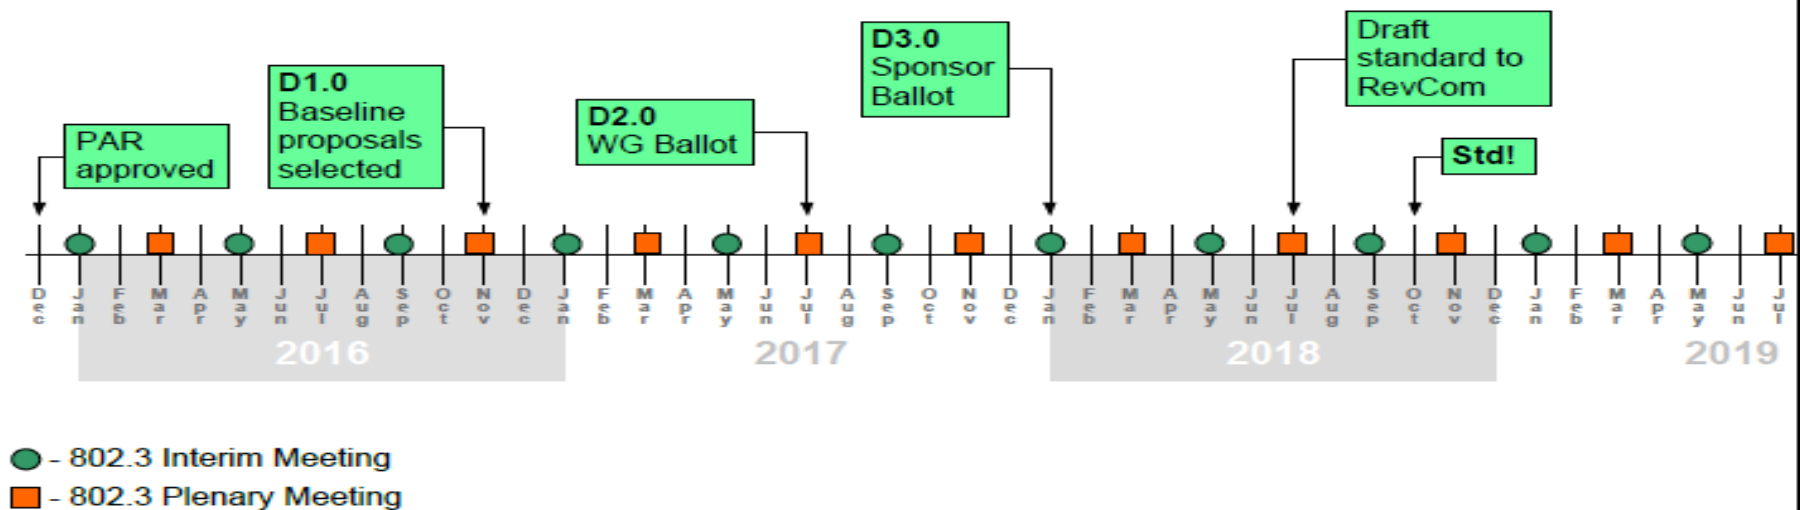 PAR
approved
D1.0
Baseline
proposals
selected
D2.0
WG Ballot
D3.0
Sponsor
Ballot
Draft
standard to
RevCom
Std!
Dec Jan Feb Mar Apr May Jun Jul Aug Sep Oct Nov Dec Jan Feb Mar Apr May Jun Jul Aug Sep Oct Nov Dec Jan Feb Mar Apr May Jun Jul Aug Sep Oct Nov Dec Jan Feb Mar Apr May Jun Jul
2016 2017 2018 2019
- 802.3 Interim Meeting
- 802.3 Plenary Meeting